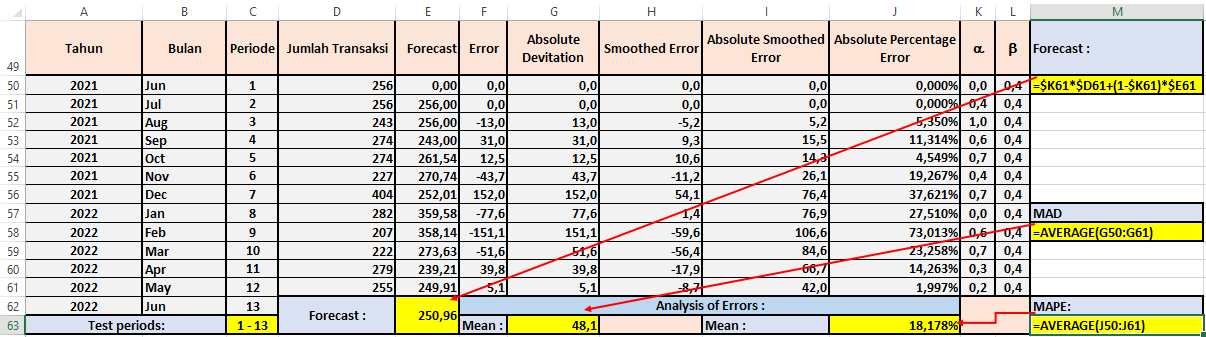 A B C D E F G H I J K L M
49 Tahun Bulan Periode Jumlah Transaksi Forecast Error Absolute Devitation Smoothed Error Absolute Smoothed Error Absolute Percentage Error α β Forecast :
50 2021 Jun 1 256 0,00 0,0 0,0 0,0 0,0 0,000% 0,0 0,4 =$K61*$D61+(1-$K61)*$E61
51 2021 Jul 2 256 256,00 0,0 0,0 0,0 0,0 0,000% 0,4 0,4
52 2021 Aug 3 243 256,00 -13,0 13,0 -5,2 5,2 5,350% 1,0 0,4
53 2021 Sep 4 274 243,00 31,0 31,0 9,3 15,5 11,314% 0,6 0,4
54 2021 Oct 5 274 261,54 12,5 12,5 10,6 14,3 4,549% 0,7 0,4
55 2021 Nov 6 227 270,74 -43,7 43,7 -11,2 26,1 19,267% 0,4 0,4
56 2021 Dec 7 404 252,01 152,0 152,0 54,1 76,4 37,621% 0,7 0,4
57 2022 Jan 8 282 359,58 -77,6 77,6 1,4 76,9 27,510% 0,0 0,4 MAD
58 2022 Feb 9 207 358,14 -151,1 151,1 -59,6 106,6 73,013% 0,6 0,4 =AVERAGE(G50:G61)
59 2022 Mar 10 222 273,63 -51,6 51,6 -56,4 84,6 23,258% 0,7 0,4
60 2022 Apr 11 279 239,21 39,8 39,8 -17,9 66,7 14,263% 0,3 0,4
61 2022 May 12 255 249,91 5,1 5,1 -8,7 42,0 1,997% 0,2 0,4
62 2022 Jun 13 Forecast : 250,96 Analysis of Errors : MAPE:
63 Test periods: 1 - 13 Mean : 48,1 Mean : 18,178% =AVERAGE(J50:J61)